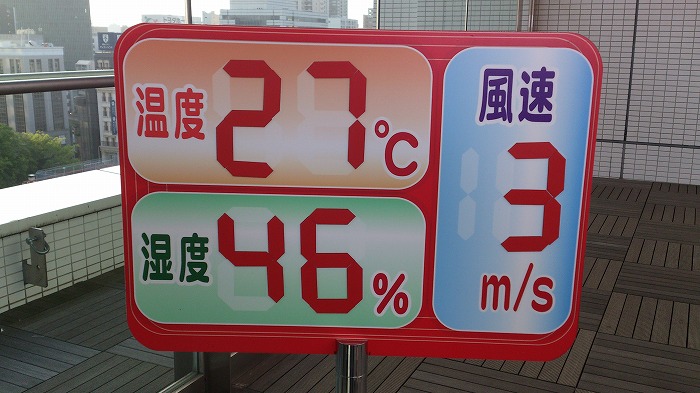 温度 27℃
湿度 46%
風速
3
m/s